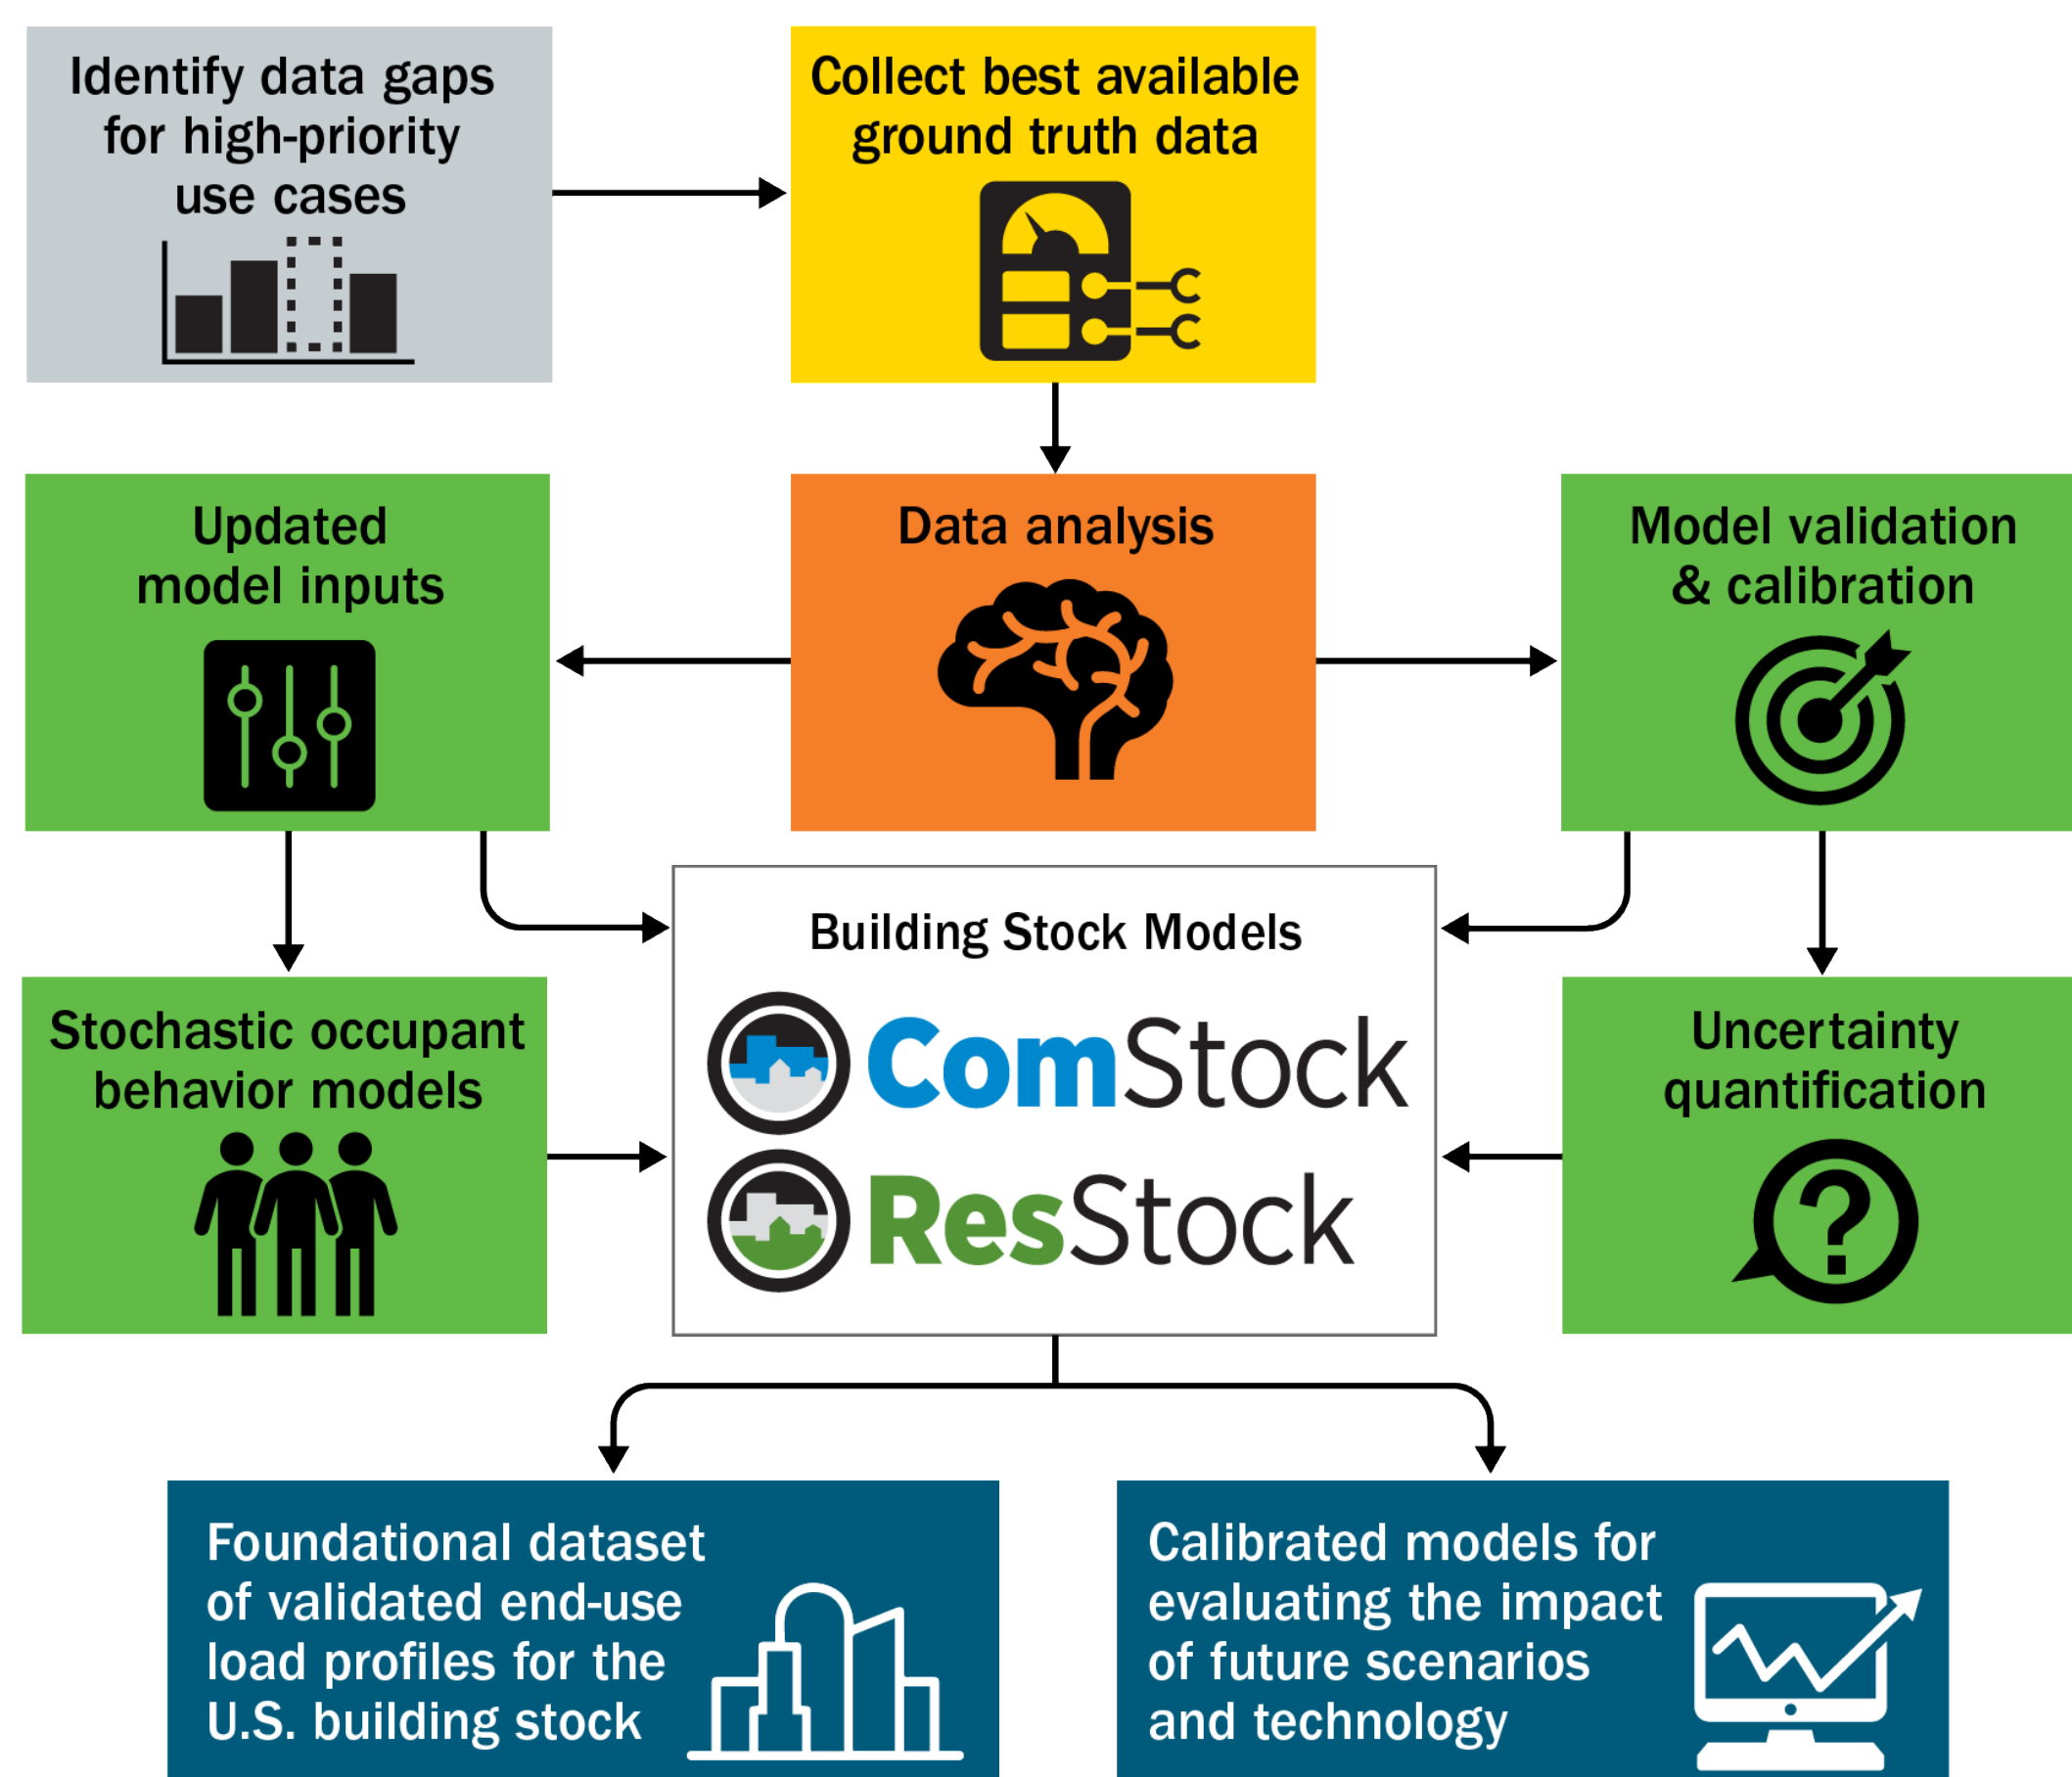 Identify data gaps
for high-priority
use cases
Collect best available
ground truth data
Updated
model inputs
Data analysis
Model validation
& calibration
Building Stock Models
ComStock
ResStock
Stochastic occupant
behavior models
Uncertainty
quantification
?
Foundational dataset
of validated end-use
load profiles for the
U.S. building stock
Calibrated models for
evaluating the impact
of future scenarios
and technology